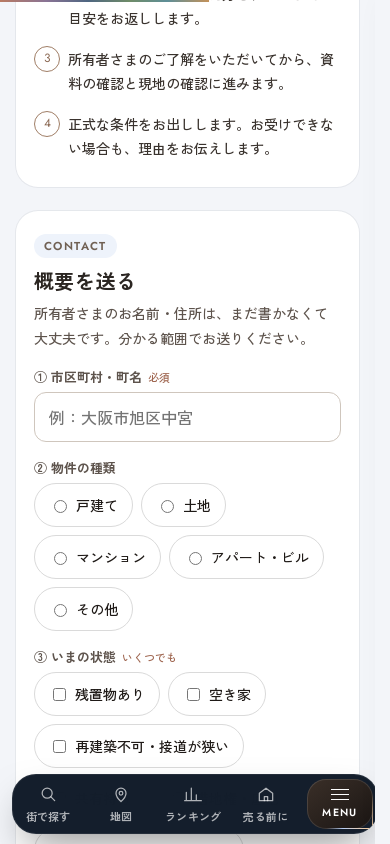 目安をお返しします。
3 所有者さまのご了解をいただいてから、資
料の確認と現地の確認に進みます。
4 正式な条件をお出しします。お受けできな
い場合も、理由をお伝えします。
CONTACT
概要を送る
所有者さまのお名前・住所は、まだ書かなくて
大丈夫です。分かる範囲でお送りください。
① 市区町村・町名 必須
例：大阪市旭区中宮
② 物件の種類
戸建て 土地
マンション アパート・ビル
その他
③ いまの状態 いくつでも
残置物あり 空き家
再建築不可・接道が狭い
街で探す 地図 ランキング 売る前に MENU